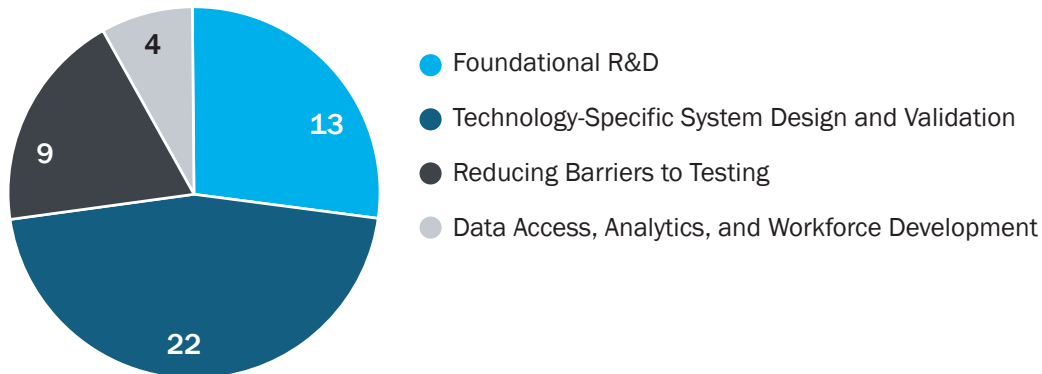 4
13
9
22
Foundational R&D
Technology-Specific System Design and Validation
Reducing Barriers to Testing
Data Access, Analytics, and Workforce Development